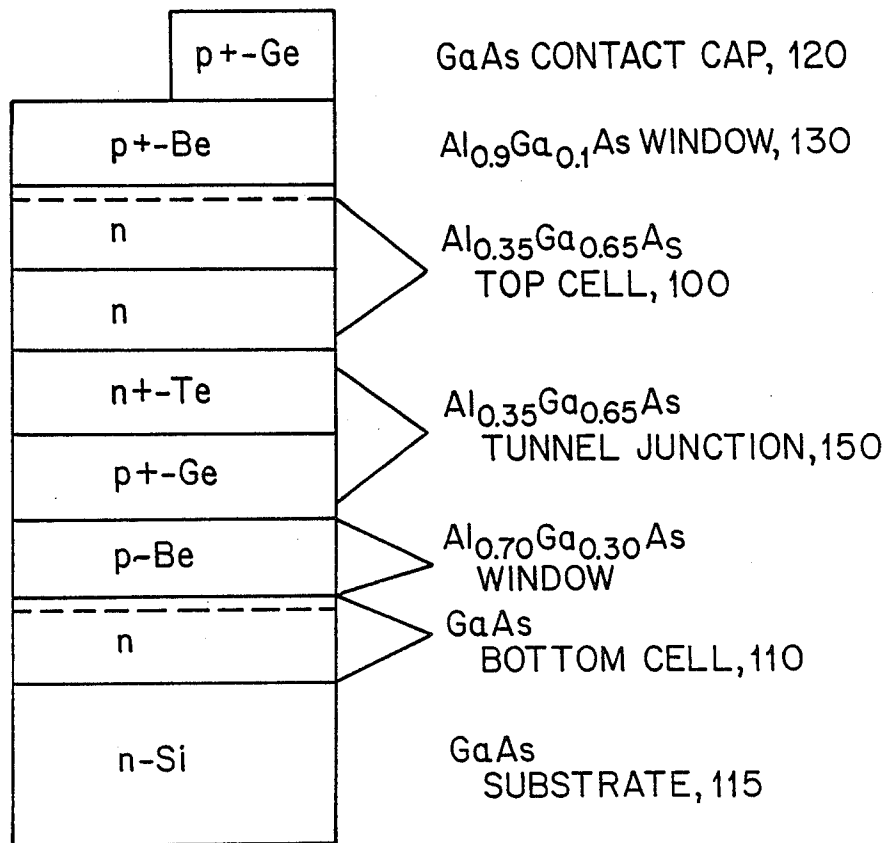 p+-Ge GaAs CONTACT CAP, 120
p+-Be Al0.9Ga0.1As WINDOW, 130
n Al0.35Ga0.65As
TOP CELL, 100
n
n+-Te Al0.35Ga0.65As
TUNNEL JUNCTION, 150
p+-Ge
p-Be Al0.70Ga0.30As
WINDOW
n GaAs
BOTTOM CELL, 110
n-Si GaAs
SUBSTRATE, 115